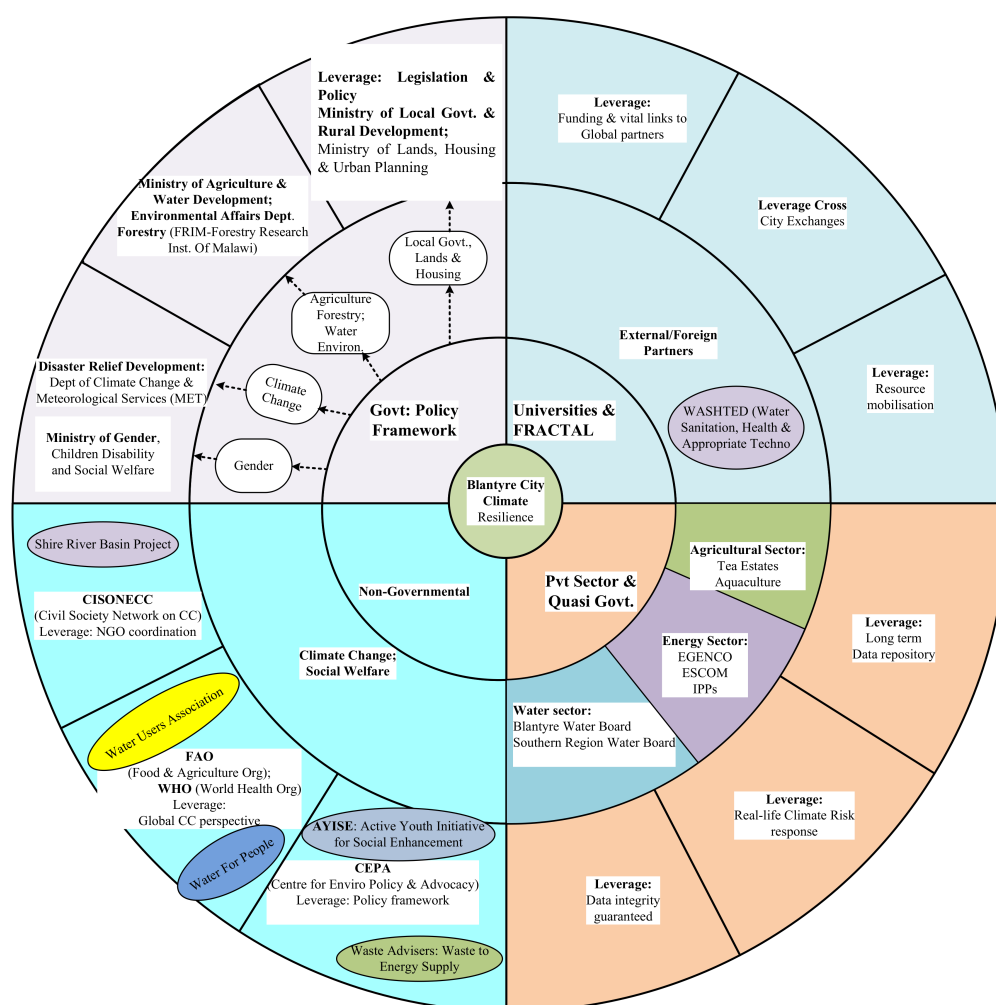 Leverage: Legislation &
Policy
Ministry of Local Govt. &
Rural Development;
Ministry of Lands, Housing
& Urban Planning
Leverage:
Funding & vital links to
Global partners
Leverage Cross
City Exchanges
Leverage:
Resource
mobilisation
Ministry of Agriculture &
Water Development;
Environmental Affairs Dept.
Forestry (FRIM-Forestry Research
Inst. Of Malawi)
Disaster Relief Development:
Dept of Climate Change &
Meteorological Services (MET)
Ministry of Gender,
Children Disability
and Social Welfare
Local Govt.,
Lands &
Housing
Agriculture
Forestry;
Water
Environ.
Climate
Change
Gender
Govt: Policy
Framework
Universities &
FRACTAL
External/Foreign
Partners
WASHTED (Water
Sanitation, Health &
Appropriate Techno
Blantyre City
Climate
Resilience
Non-Governmental
Climate Change;
Social Welfare
Pvt Sector &
Quasi Govt.
Agricultural Sector:
Tea Estates
Aquaculture
Energy Sector:
EGENCO
ESCOM
IPPs
Water sector:
Blantyre Water Board
Southern Region Water Board
Leverage:
Long term
Data repository
Leverage:
Real-life Climate Risk
response
Leverage:
Data integrity
guaranteed
Shire River Basin Project
CISONECC
(Civil Society Network on CC)
Leverage: NGO coordination
Water Users Association
FAO
(Food & Agriculture Org);
WHO (World Health Org)
Leverage:
Global CC perspective
Water For People
AYISE: Active Youth Initiative
for Social Enhancement
CEPA
(Centre for Enviro Policy & Advocacy)
Leverage: Policy framework
Waste Advisers: Waste to
Energy Supply